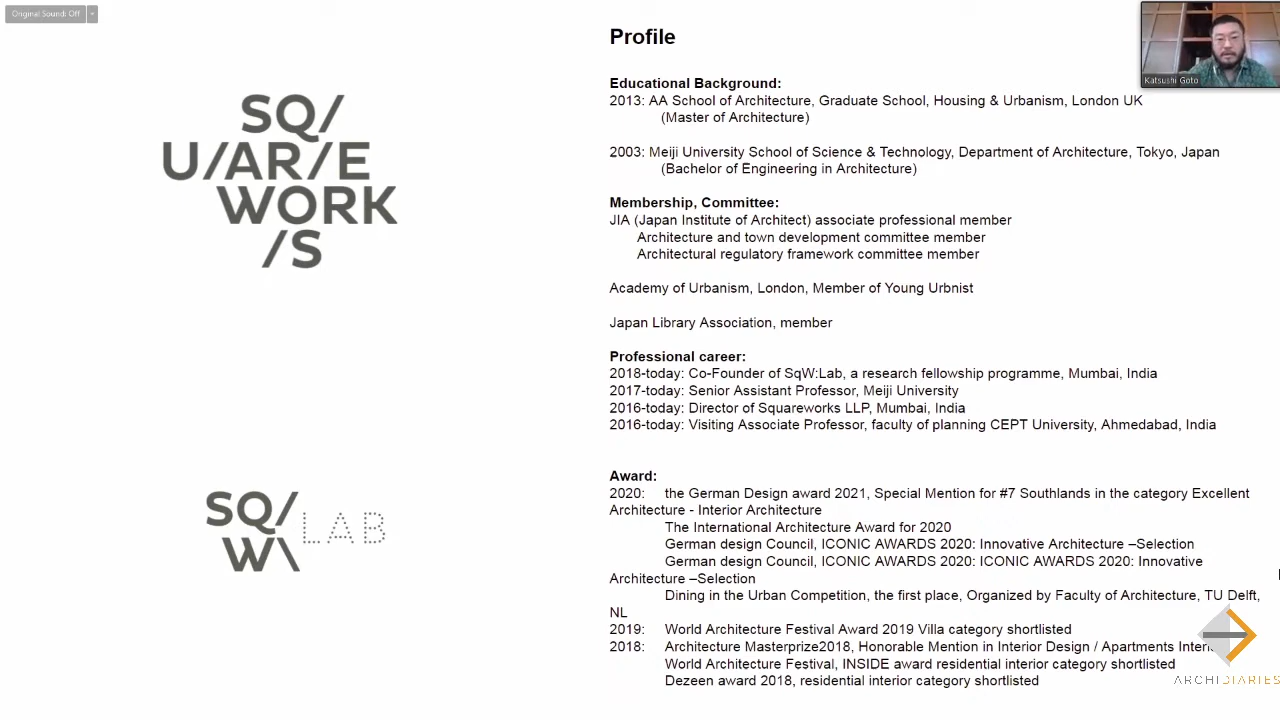 Original Sound: Off
SQ/
U/AR/E
WORK
/S
SQ/
W\
LAB
Profile
Educational Background:
2013: AA School of Architecture, Graduate School, Housing & Urbanism, London UK
(Master of Architecture)
2003: Meiji University School of Science & Technology, Department of Architecture, Tokyo, Japan
(Bachelor of Engineering in Architecture)
Membership, Committee:
JIA (Japan Institute of Architect) associate professional member
Architecture and town development committee member
Architectural regulatory framework committee member
Academy of Urbanism, London, Member of Young Urbnist
Japan Library Association, member
Professional career:
2018-today: Co-Founder of SqW:Lab, a research fellowship programme, Mumbai, India
2017-today: Senior Assistant Professor, Meiji University
2016-today: Director of Squareworks LLP, Mumbai, India
2016-today: Visiting Associate Professor, faculty of planning CEPT University, Ahmedabad, India
Award:
2020: the German Design award 2021, Special Mention for #7 Southlands in the category Excellent
Architecture - Interior Architecture
The International Architecture Award for 2020
German design Council, ICONIC AWARDS 2020: Innovative Architecture –Selection
German design Council, ICONIC AWARDS 2020: ICONIC AWARDS 2020: Innovative
Architecture –Selection
Dining in the Urban Competition, the first place, Organized by Faculty of Architecture, TU Delft,
NL
2019: World Architecture Festival Award 2019 Villa category shortlisted
2018: Architecture Masterprize2018, Honorable Mention in Interior Design / Apartments
World Architecture Festival, INSIDE award residential interior category shortlisted
Dezeen award 2018, residential interior category shortlisted
Katsushi Goto
ARCHIDIARIES